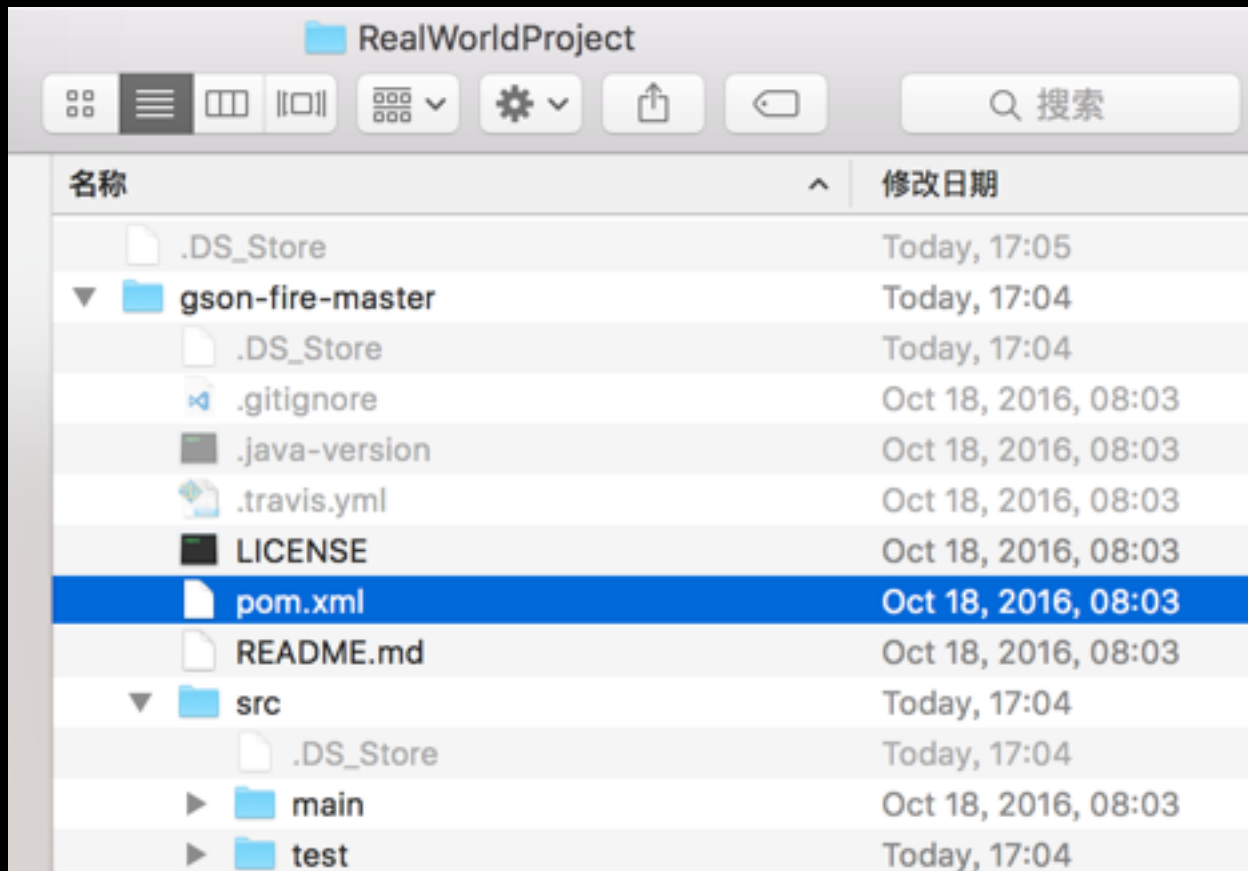 RealWorldProject
搜索
名称 修改日期
.DS_Store Today, 17:05
gson-fire-master Today, 17:04
.DS_Store Today, 17:04
.gitignore Oct 18, 2016, 08:03
.java-version Oct 18, 2016, 08:03
.travis.yml Oct 18, 2016, 08:03
LICENSE Oct 18, 2016, 08:03
pom.xml Oct 18, 2016, 08:03
README.md Oct 18, 2016, 08:03
src Today, 17:04
.DS_Store Today, 17:04
main Oct 18, 2016, 08:03
test Today, 17:04